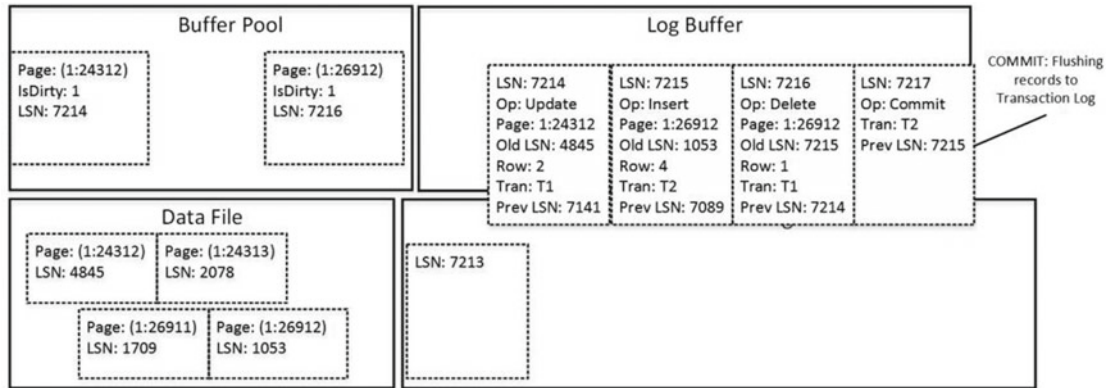 Buffer Pool
Page: (1:24312)
IsDirty: 1
LSN: 7214
Page: (1:26912)
IsDirty: 1
LSN: 7216
Log Buffer
LSN: 7214
Op: Update
Page: 1:24312
Old LSN: 4845
Row: 2
Tran: T1
Prev LSN: 7141
LSN: 7215
Op: Insert
Page: 1:26912
Old LSN: 1053
Row: 4
Tran: T2
Prev LSN: 7089
LSN: 7216
Op: Delete
Page: 1:26912
Old LSN: 7215
Row: 1
Tran: T1
Prev LSN: 7214
LSN: 7217
Op: Commit
Tran: T2
Prev LSN: 7215
COMMIT: Flushing
records to
Transaction Log
Data File
Page: (1:24312)
LSN: 4845
Page: (1:24313)
LSN: 2078
Page: (1:26911)
LSN: 1709
Page: (1:26912)
LSN: 1053
LSN: 7213